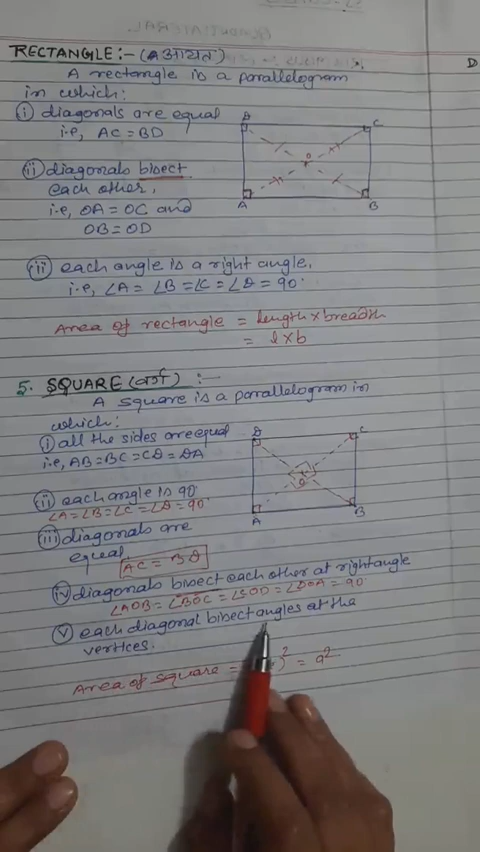 RECTANGLE:- (आयत)
A rectangle is a parallelogram
in which:
(i) diagonals are equal
i.e, AC = BD
(ii) diagonals bisect
each other,
i.e, OA = OC and
OB = OD
(iii) each angle is a right angle.
i.e, ∠A = ∠B = ∠C = ∠D = 90°
Area of rectangle = length × breadth
= l × b
D
C
O
A
B
D
5. SQUARE (वर्ग) :-
A square is a parallelogram in
which:
(i) all the sides are equal
i.e, AB = BC = CD = DA
(ii) each angle is 90°
∠A = ∠B = ∠C = ∠D = 90°
(iii) diagonals are
equal.
AC = BD
(iv) diagonals bisect each other at right angle
∠AOB = ∠BOC = ∠COD = ∠DOA = 90°
(v) each diagonal bisect angles at the
vertices.
Area of square = )² = a²
D
C
O
A
B